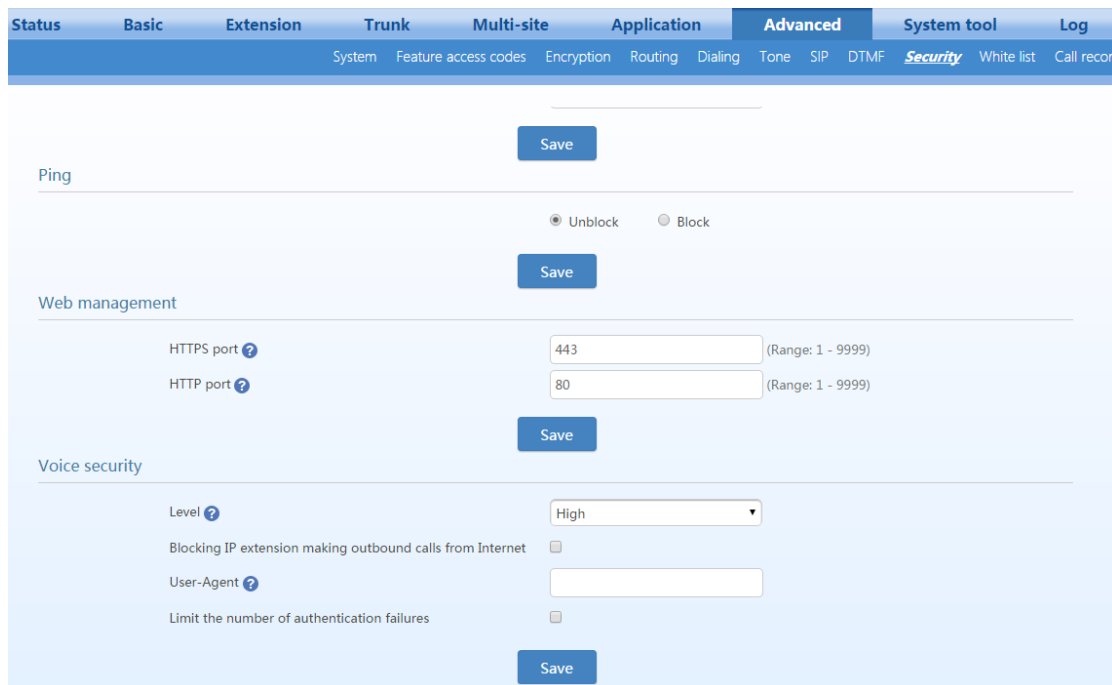 Status Basic Extension Trunk Multi-site Application Advanced System tool Log
System Feature access codes Encryption Routing Dialing Tone SIP DTMF Security White list Call recor
Save
Ping
Unblock Block
Save
Web management
HTTPS port ? 443 (Range: 1 - 9999)
HTTP port ? 80 (Range: 1 - 9999)
Save
Voice security
Level ? High
Blocking IP extension making outbound calls from Internet
User-Agent ?
Limit the number of authentication failures
Save